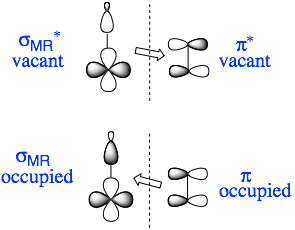 σMR*
vacant
π*
vacant
σMR
occupied
π
occupied